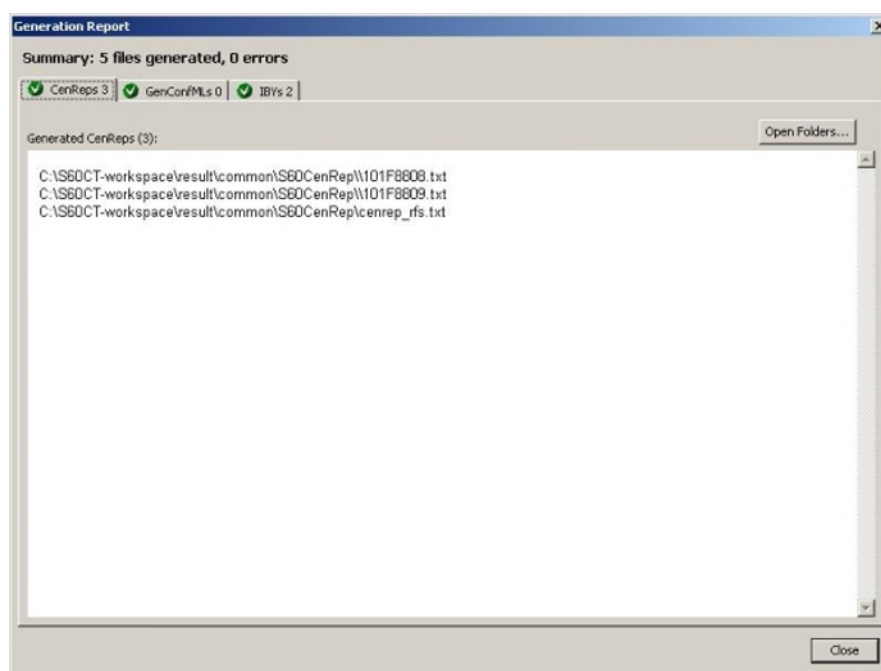 Generation Report
Summary: 5 files generated, 0 errors
CenReps 3 GenConfMLs 0 IBYs 2
Generated CenReps (3): Open Folders...
C:\S60CT-workspace\result\common\S60CenRep\\101F8808.txt
C:\S60CT-workspace\result\common\S60CenRep\\101F8809.txt
C:\S60CT-workspace\result\common\S60CenRep\cenrep_rfs.txt
Close